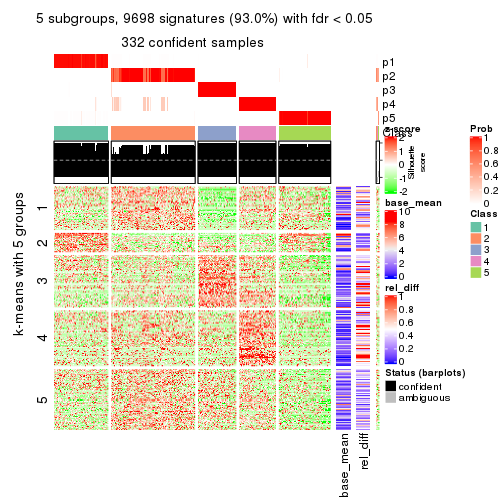 5 subgroups, 9698 signatures (93.0%) with fdr < 0.05
332 confident samples
p1
p2
p3
p4
p5
Class
Silhouette
score
k-means with 5 groups
1
2
3
4
5
base_mean
rel_diff
z-score
2
1
0
-1
-2
base_mean
10
8
6
4
2
0
rel_diff
1
0.8
0.6
0.4
0.2
0
Status (barplots)
confident
ambiguous
Prob
1
0.8
0.6
0.4
0.2
0
Class
1
2
3
4
5